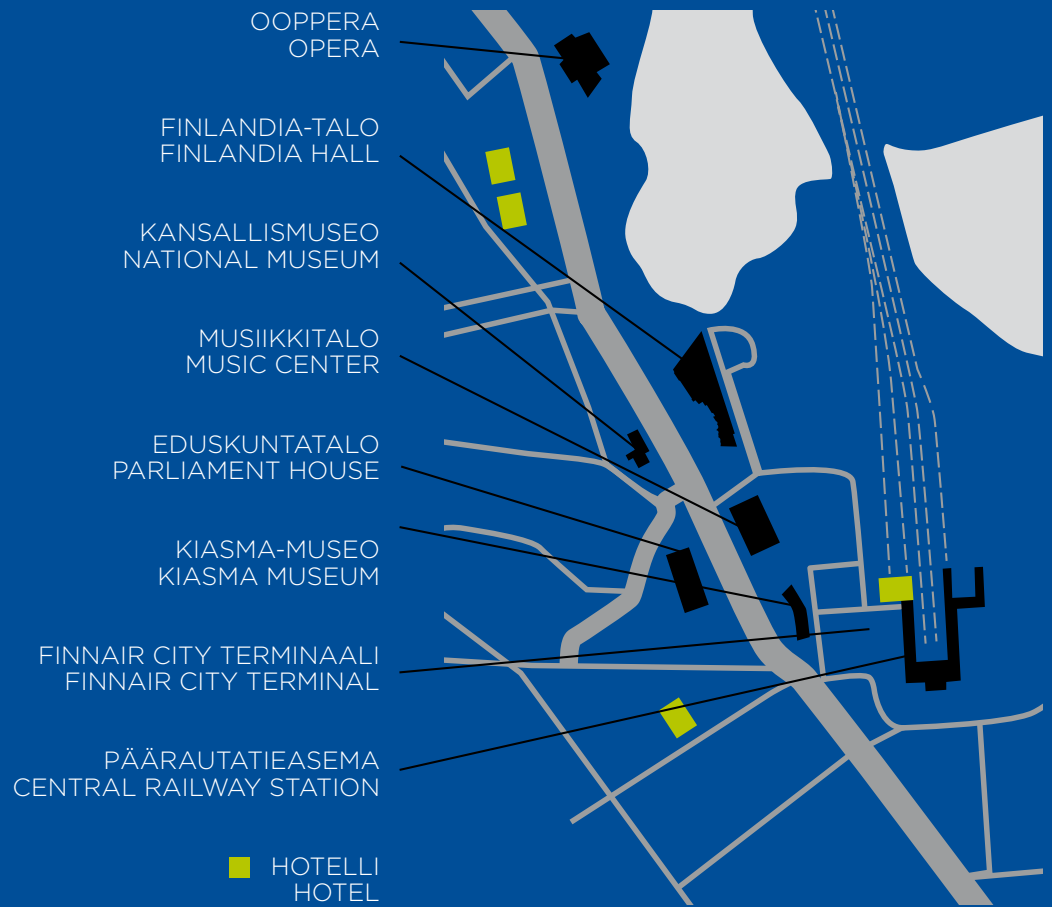 OOPPERA
OPERA
FINLANDIA-TALO
FINLANDIA HALL
KANSALLISMUSEO
NATIONAL MUSEUM
MUSIIKKITALO
MUSIC CENTER
EDUSKUNTATALO
PARLIAMENT HOUSE
KIASMA-MUSEO
KIASMA MUSEUM
FINNAIR CITY TERMINAALI
FINNAIR CITY TERMINAL
PÄÄRAUTATIEASEMA
CENTRAL RAILWAY STATION
HOTELLI
HOTEL